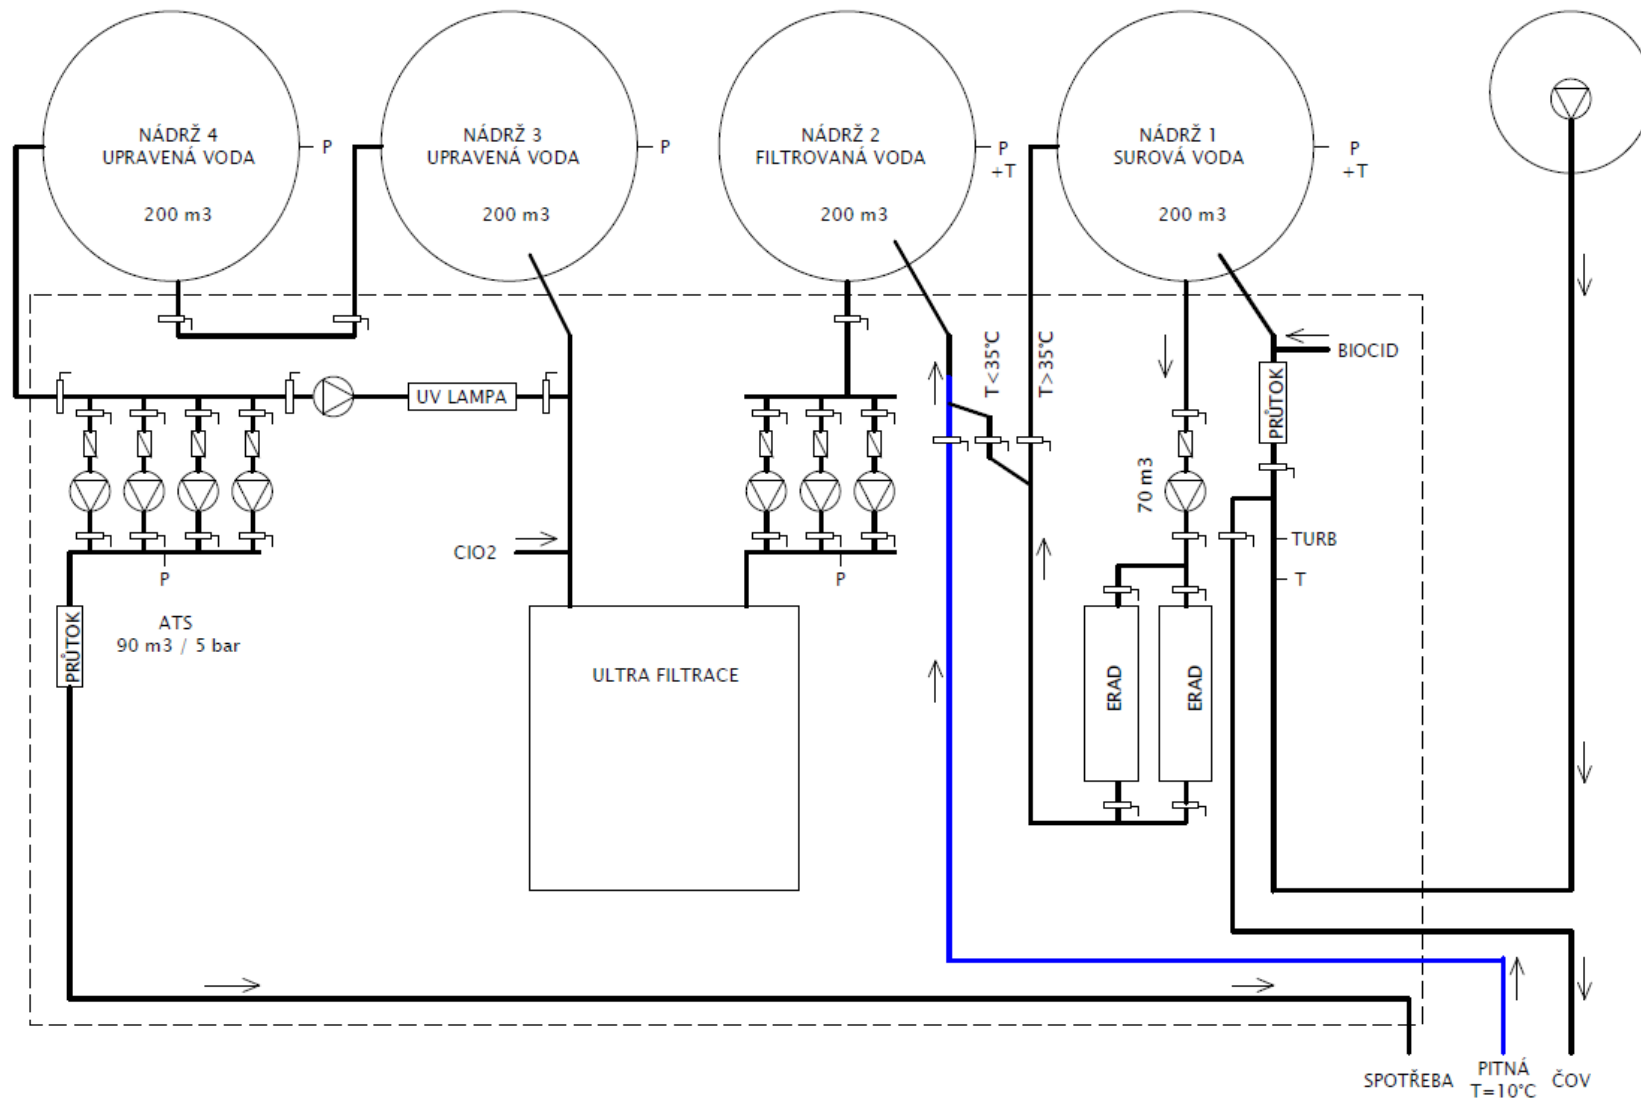 NÁDRŽ 4
UPRAVENÁ VODA
200 m3
P
NÁDRŽ 3
UPRAVENÁ VODA
200 m3
P
NÁDRŽ 2
FILTROVANÁ VODA
200 m3
P
+T
NÁDRŽ 1
SUROVÁ VODA
200 m3
P
+T
T<35°C
T>35°C
BIOCID
PRŮTOK
UV LAMPA
70 m3
CIO2
TURB
T
P
P
ATS
90 m3 / 5 bar
PRŮTOK
ULTRA FILTRACE
ERAD
ERAD
SPOTŘEBA
PITNÁ
T=10°C
ČOV